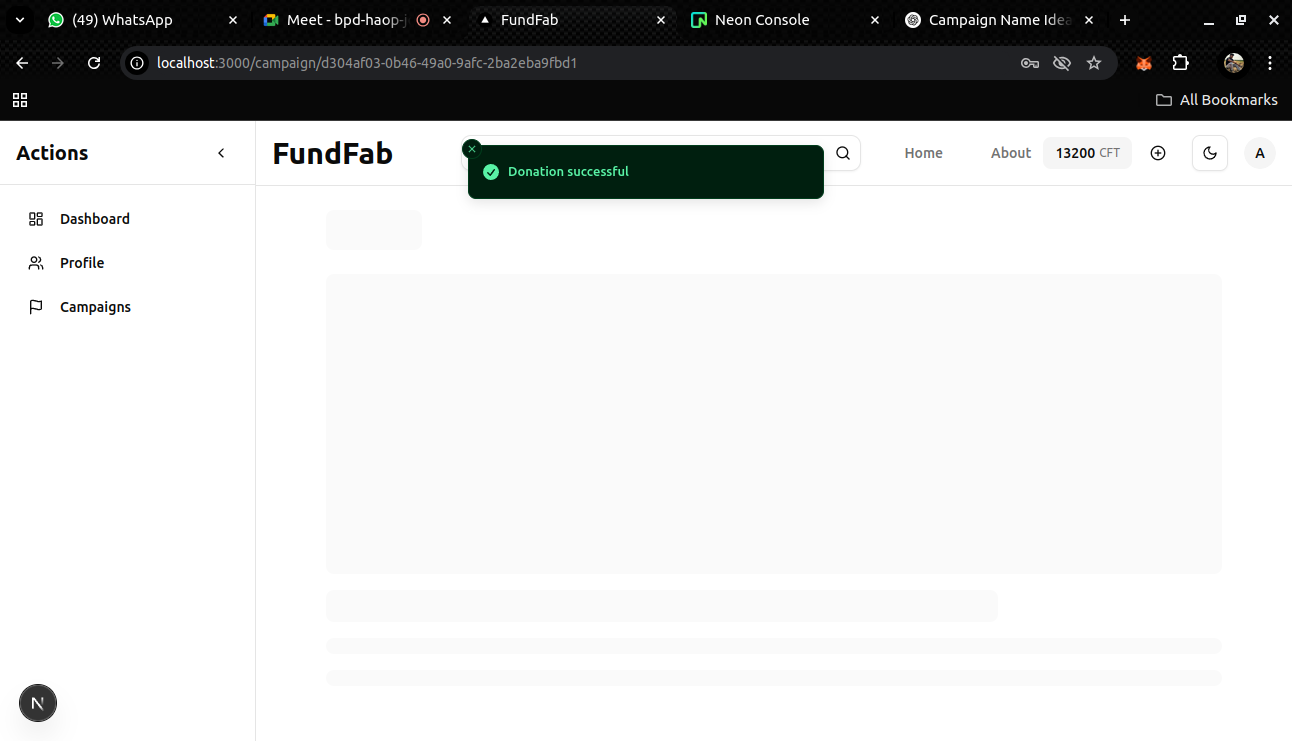 (49) WhatsApp
Meet - bpd-haop-j
FundFab
Neon Console
Campaign Name Idea
localhost:3000/campaign/d304af03-0b46-49a0-9afc-2ba2eba9fbd1
All Bookmarks
Actions
FundFab
Donation successful
Home
About
13200 CFT
A
Dashboard
Profile
Campaigns
N